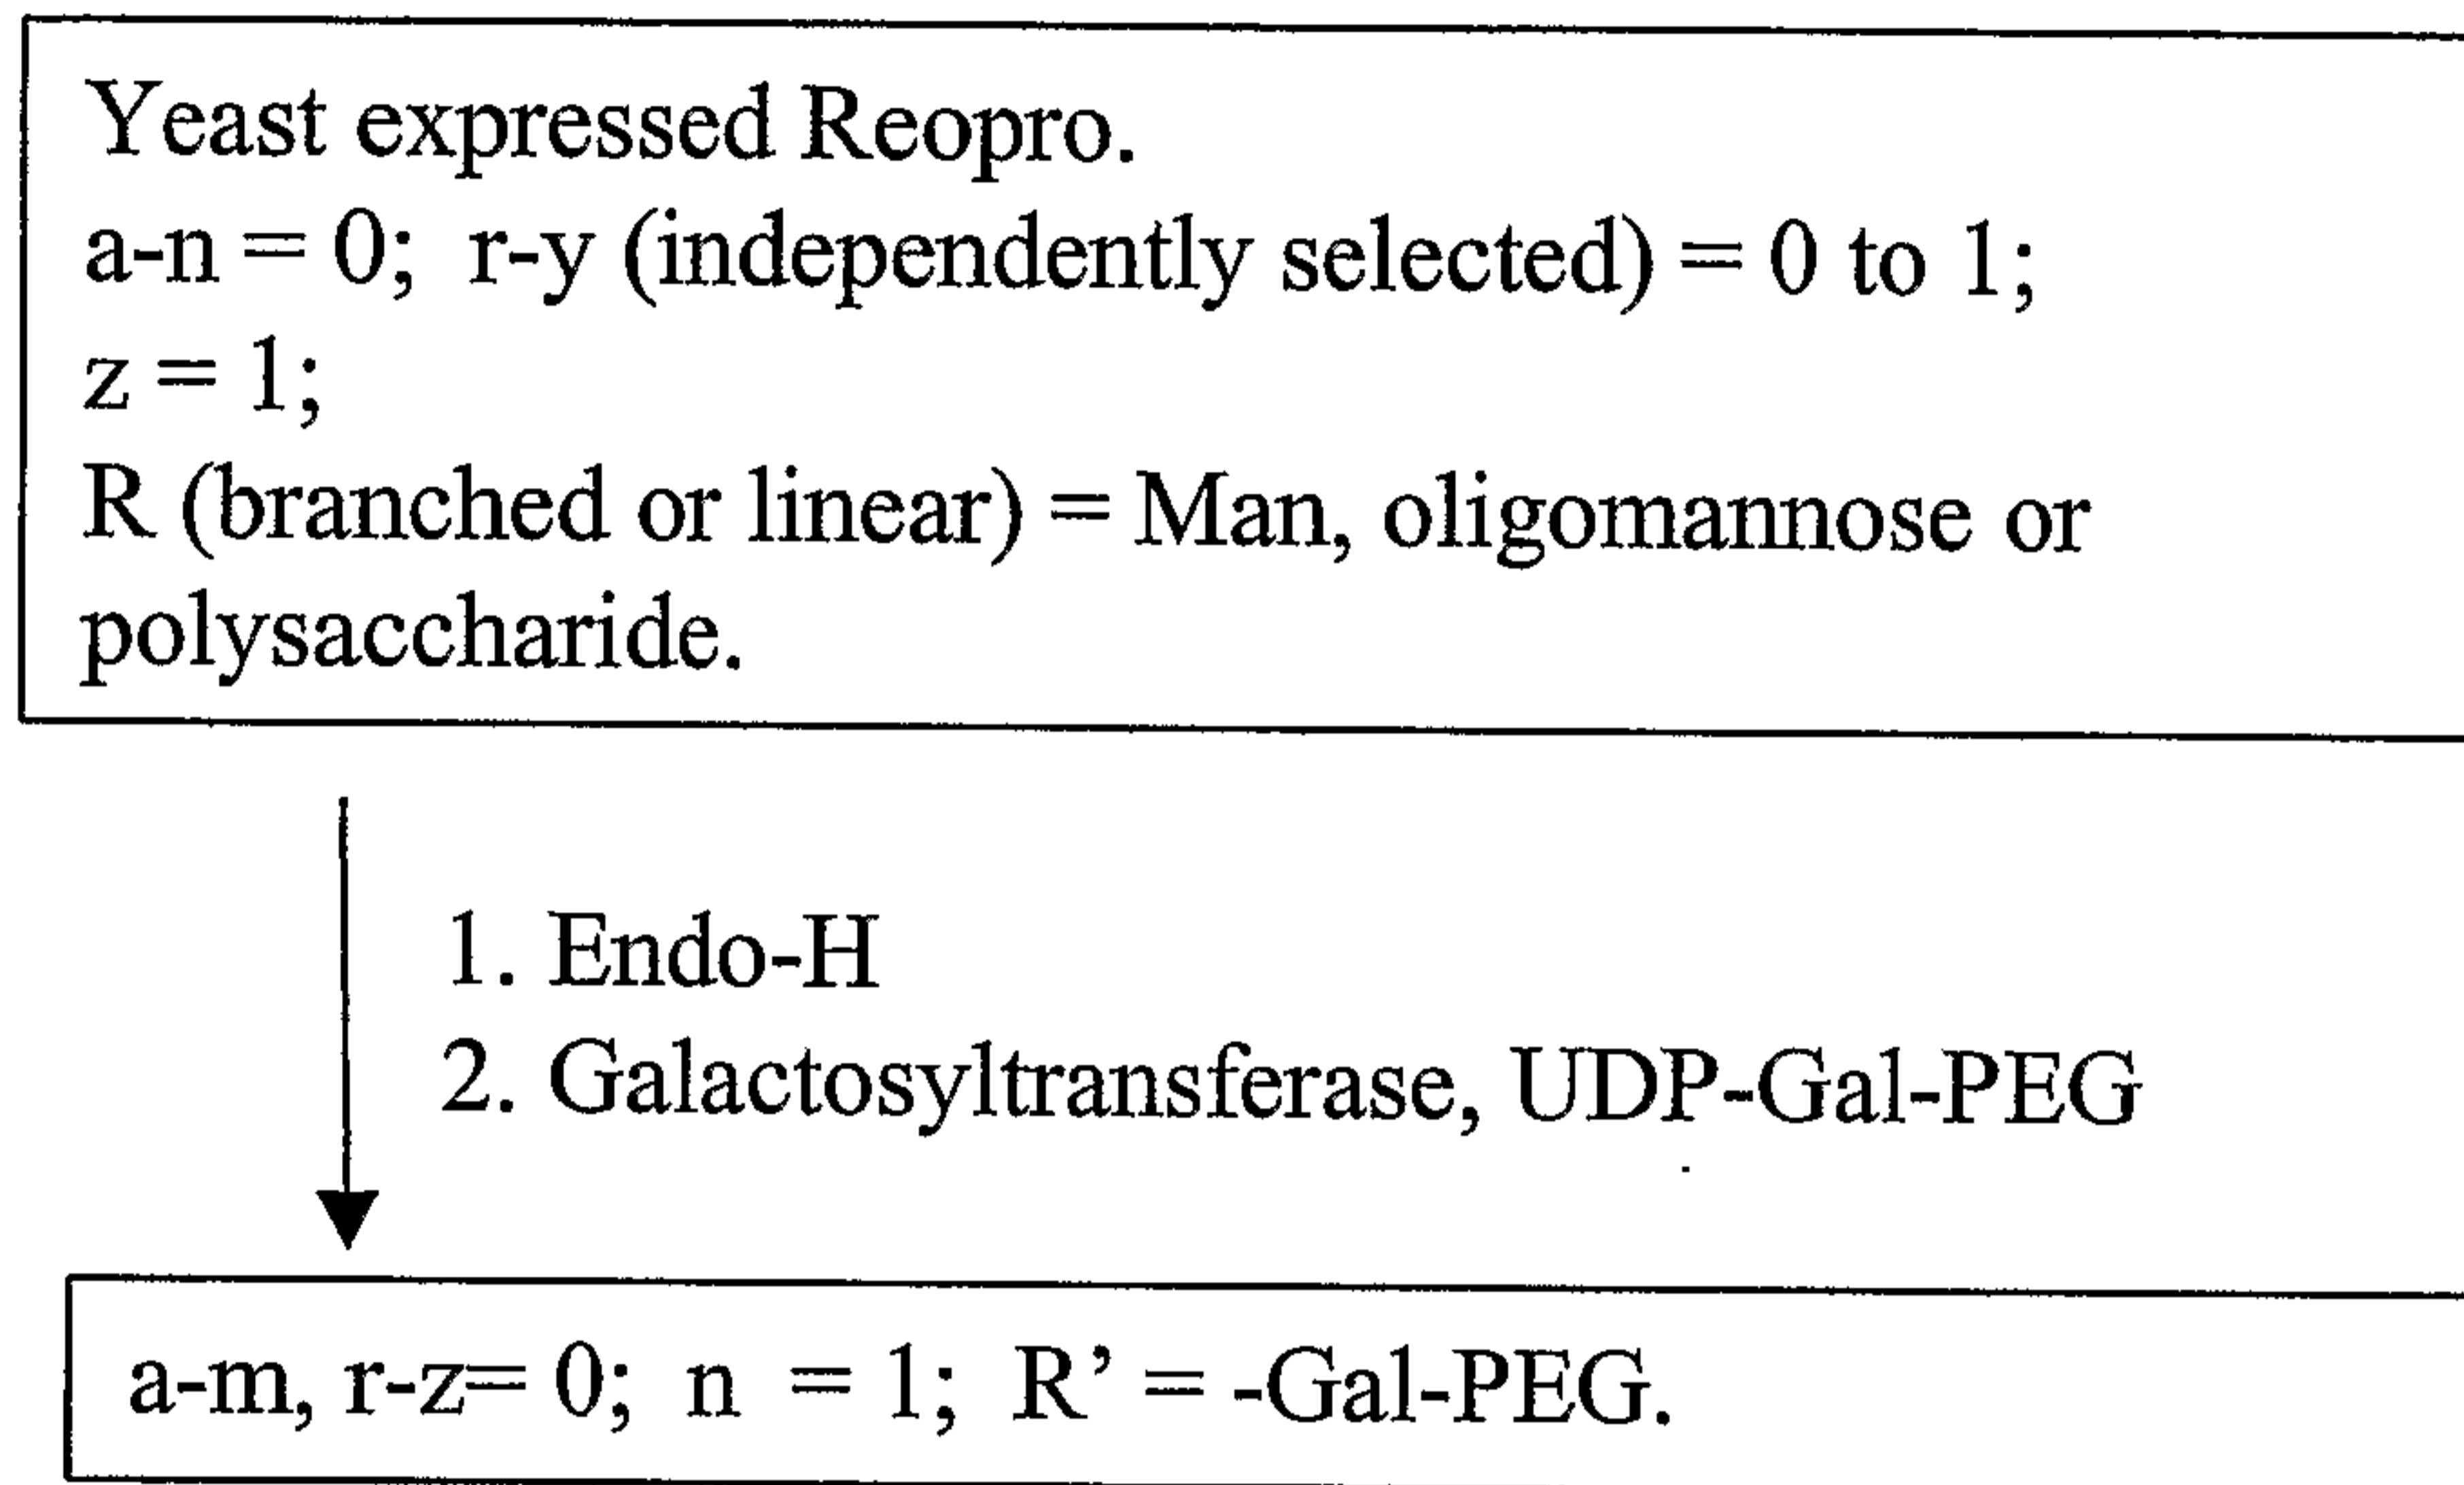 Yeast expressed Reopro.
a-n = 0; r-y (independently selected) = 0 to 1;
z = 1;
R (branched or linear) = Man, oligomannose or
polysaccharide.
1. Endo-H
2. Galactosyltransferase, UDP-Gal-PEG
a-m, r-z= 0; n = 1; R’ = -Gal-PEG.